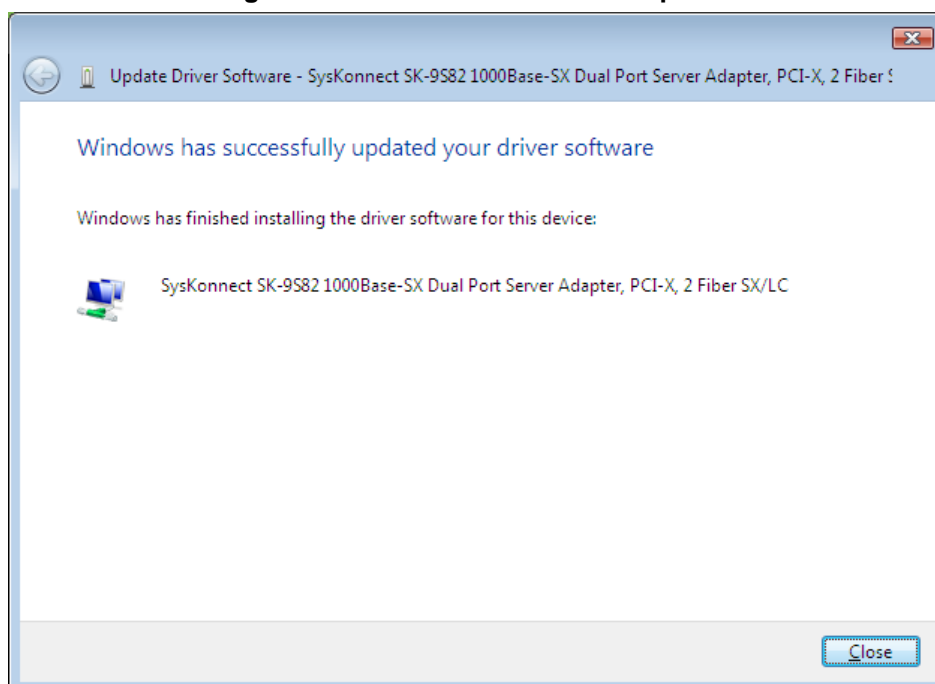 Update Driver Software - SysKonnect SK-9S82 1000Base-SX Dual Port Server Adapter, PCI-X, 2 Fiber
Windows has successfully updated your driver software
Windows has finished installing the driver software for this device:
SysKonnect SK-9S82 1000Base-SX Dual Port Server Adapter, PCI-X, 2 Fiber SX/LC
Close